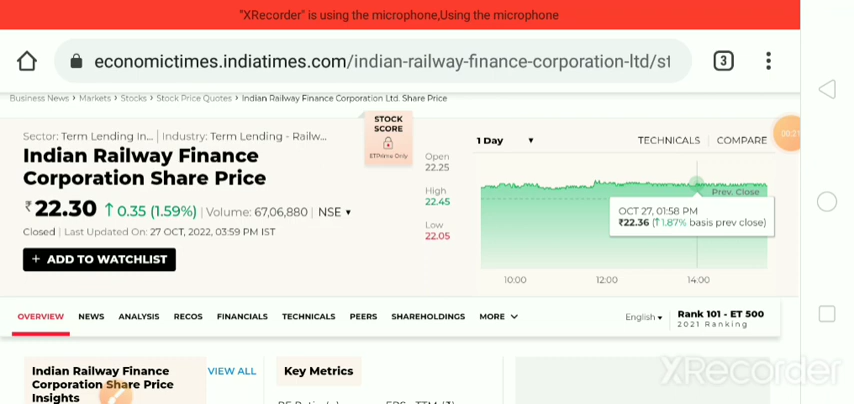 "XRecorder" is using the microphone,Using the microphone
economictimes.indiatimes.com/indian-railway-finance-corporation-ltd/st
3
Business News › Markets › Stocks › Stock Price Quotes › Indian Railway Finance Corporation Ltd. Share Price
Sector: Term Lending In... | Industry: Term Lending - Railw...
Indian Railway Finance
Corporation Share Price
₹22.30 ↑ 0.35 (1.59%) | Volume: 67,06,880 | NSE ▾
Closed | Last Updated On: 27 OCT, 2022, 03:59 PM IST
+ ADD TO WATCHLIST
STOCK
SCORE
ETPrime Only
Open
22.25
High
22.45
Low
22.05
1 Day ▾
TECHNICALS | COMPARE
00:21
Prev. Close
OCT 27, 01:58 PM
₹22.36 (↑ 1.87% basis prev close)
10:00 12:00 14:00
OVERVIEW NEWS ANALYSIS RECOS FINANCIALS TECHNICALS PEERS SHAREHOLDINGS MORE
English ▾
Rank 101 - ET 500
2021 Ranking
Indian Railway Finance
Corporation Share Price
Insights
VIEW ALL
Key Metrics
XRecorder